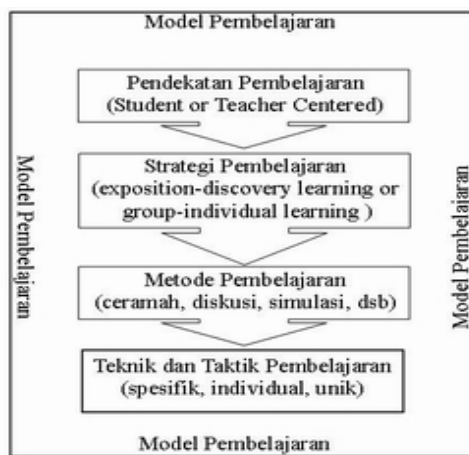 Model Pembelajaran
Pendekatan Pembelajaran
(Student or Teacher Centered)
Model Pembelajaran
Strategi Pembelajaran
(exposition-discovery learning or
group-individual learning )
Model Pembelajaran
Metode Pembelajaran
(ceramah, diskusi, simulasi, dsb)
Teknik dan Taktik Pembelajaran
(spesifik, individual, unik)
Model Pembelajaran